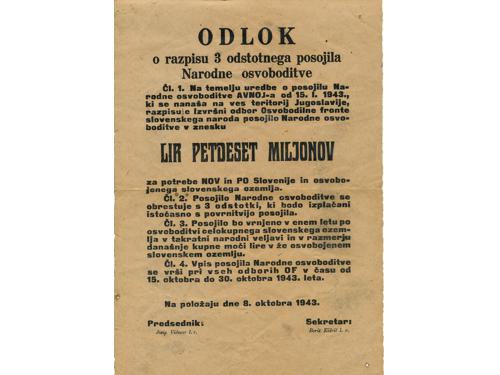 ODLOK
o razpisu 3 odstotnega posojila
Narodne osvoboditve
Čl. 1. Na temelju uredbe o posojilu Na-
rodne osvoboditve AVNOJ-a od 15. I. 1943.,
ki se nanaša na ves teritorij Jugoslavije,
razpisuje Izvršni odbor Osvobodilne fronte
slovenskega naroda posojilo Narodne osvo-
boditve v znesku
LIR PETDESET MILJONOV
za potrebe NOV in PO Slovenije in osvobo-
jenega slovenskega ozemlja.
Čl. 2. Posojilo Narodne osvoboditve se
obrestuje s 3 odstotki, ki bodo izplačani
istočasno s povrnitvijo posojila.
Čl. 3. Posojilo bo vrnjeno v enem letu po
osvoboditvi celokupnega slovenskega ozem-
lja v takratni narodni veljavi in v razmerju
današnje kupne moči lire v že osvobojenem
slovenskem ozemlju.
Čl. 4. Vpis posojila Narodne osvoboditve
se vrši pri vseh odborih OF v času od
15. oktobra do 30. oktobra 1943. leta.
Na položaju dne 8. oktobra 1943.
Predsednik: Sekretar:
Josip Vidmar l. r. Boris Kidrič l. r.